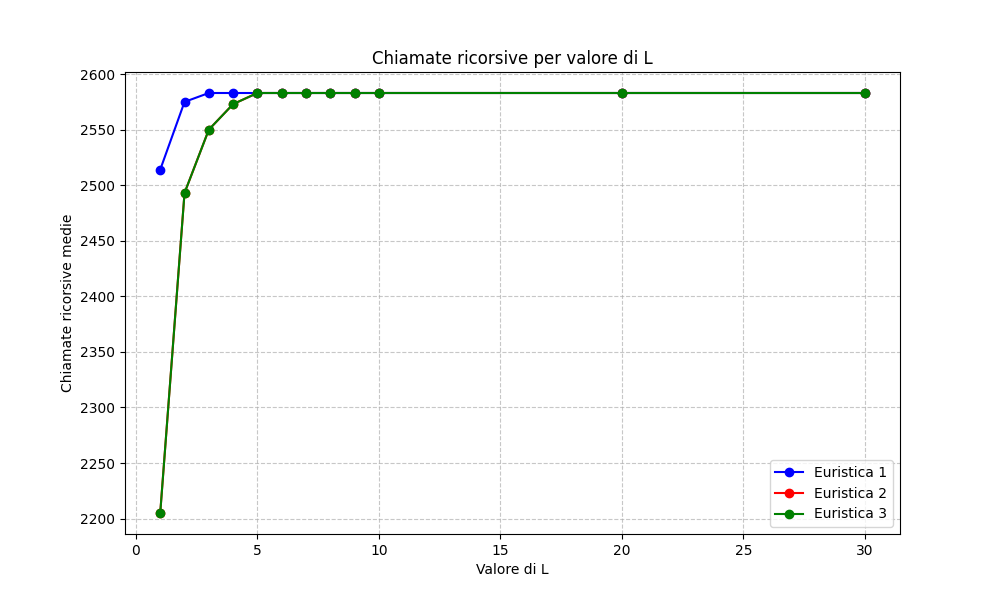 Chiamate ricorsive per valore di L
Chiamate ricorsive medie
2600
2550
2500
2450
2400
2350
2300
2250
2200
0 5 10 15 20 25 30
Valore di L
Euristica 1
Euristica 2
Euristica 3